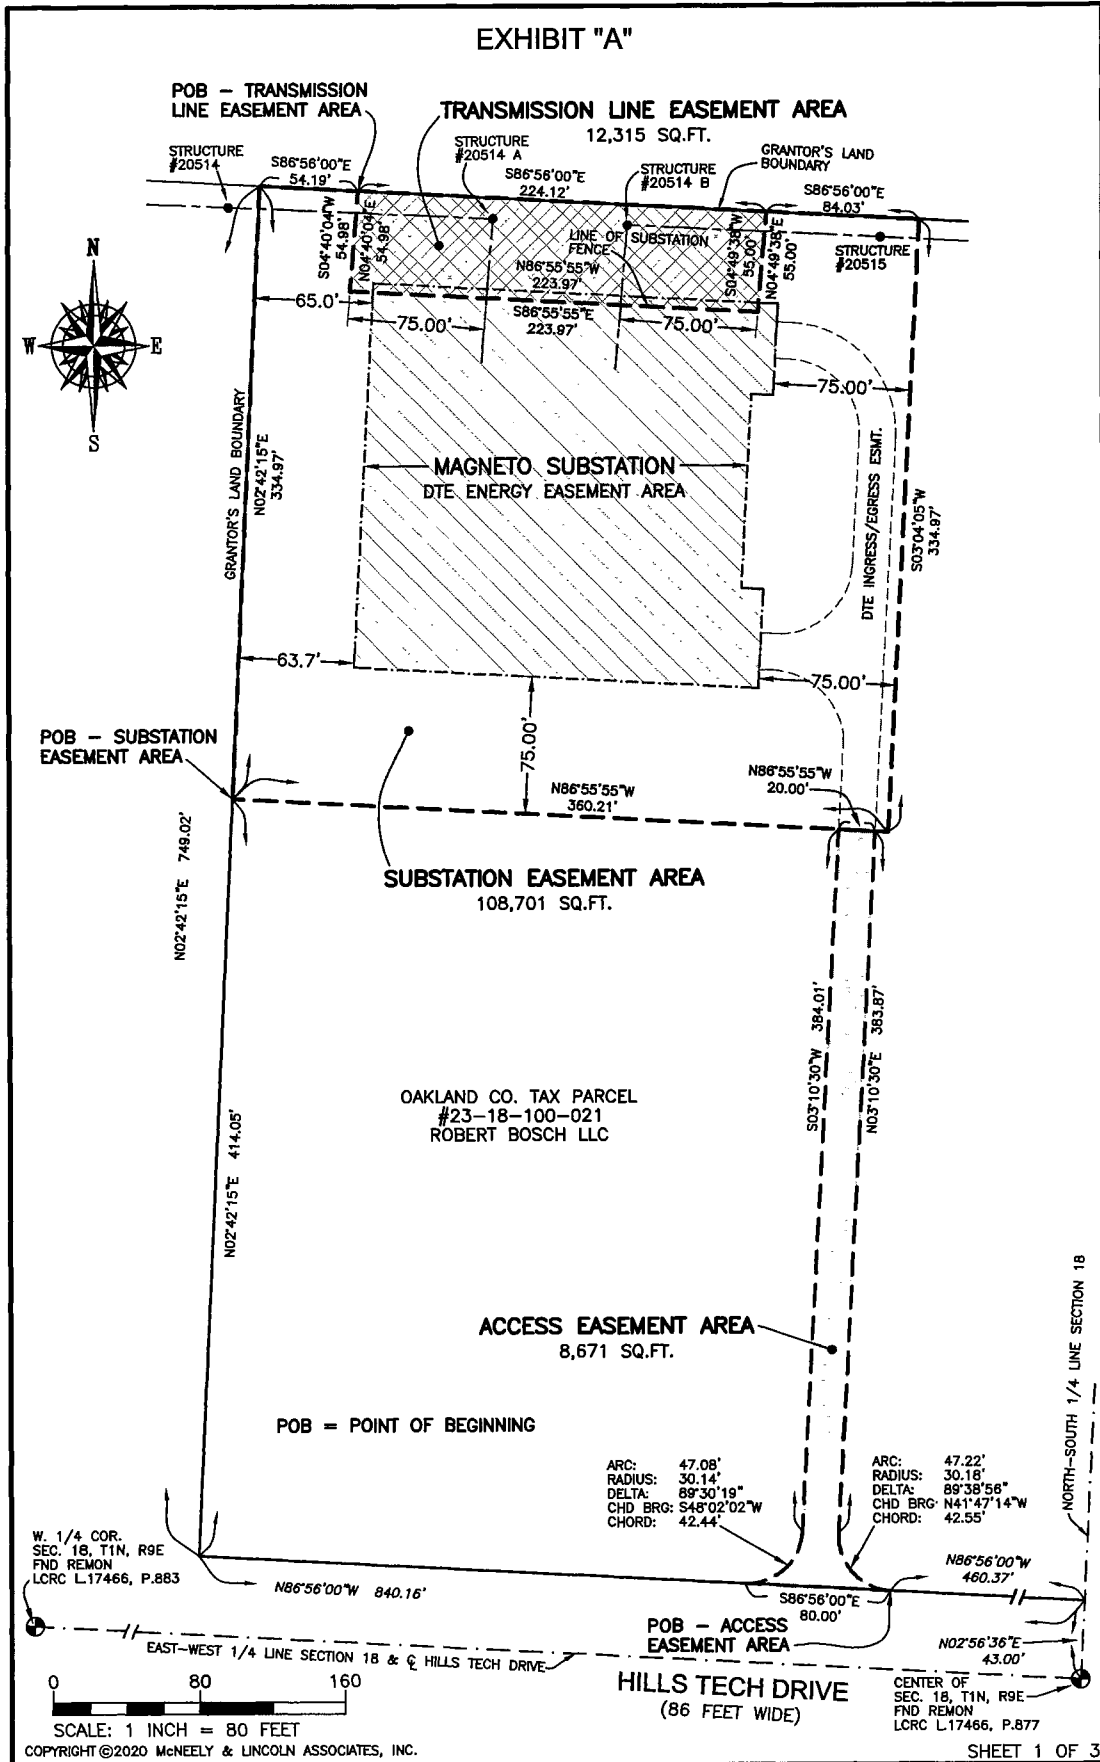 EXHIBIT "A"
POB - TRANSMISSION
LINE EASEMENT AREA
TRANSMISSION LINE EASEMENT AREA
12,315 SQ.FT.
STRUCTURE
#20514
S86°56'00"E
54.19'
STRUCTURE
#20514 A
S86°56'00"E
224.12'
STRUCTURE
#20514 B
GRANTOR'S LAND
BOUNDARY
S86°56'00"E
84.03'
S04°40'04"W
54.98'
N04°40'04"E
54.98'
LINE OF SUBSTATION
FENCE
S04°49'38"W
55.00'
N04°49'38"E
55.00'
STRUCTURE
#20515
N86°55'55"W
223.97'
S86°55'55"E
223.97'
65.0'
75.00'
75.00'
75.00'
N
W E
S
GRANTOR'S LAND BOUNDARY
N02°42'15"E
334.97'
MAGNETO SUBSTATION
DTE ENERGY EASEMENT AREA
DTE INGRESS/EGRESS ESMT.
S03°04'05"W
334.97'
63.7'
75.00'
75.00'
POB - SUBSTATION
EASEMENT AREA
N86°55'55"W
20.00'
N86°55'55"W
360.21'
N02°42'15"E 749.02'
SUBSTATION EASEMENT AREA
108,701 SQ.FT.
S03°10'30"W 384.01'
N03°10'30"E 383.87'
OAKLAND CO. TAX PARCEL
#23-18-100-021
ROBERT BOSCH LLC
N02°42'15"E 414.05'
ACCESS EASEMENT AREA
8,671 SQ.FT.
NORTH-SOUTH 1/4 LINE SECTION 18
POB = POINT OF BEGINNING
ARC: 47.08'
RADIUS: 30.14'
DELTA: 89°30'19"
CHD BRG: S48°02'02"W
CHORD: 42.44'
ARC: 47.22'
RADIUS: 30.18'
DELTA: 89°38'56"
CHD BRG: N41°47'14"W
CHORD: 42.55'
W. 1/4 COR.
SEC. 18, T1N, R9E
FND REMON
LCRC L.17466, P.883
N86°56'00"W 840.16'
N86°56'00"W
460.37'
S86°56'00"E
80.00'
POB - ACCESS
EASEMENT AREA
N02°56'36"E
43.00'
EAST-WEST 1/4 LINE SECTION 18 & ℄ HILLS TECH DRIVE
HILLS TECH DRIVE
(86 FEET WIDE)
CENTER OF
SEC. 18, T1N, R9E
FND REMON
LCRC L.17466, P.877
0 80 160
SCALE: 1 INCH = 80 FEET
COPYRIGHT ©2020 McNEELY & LINCOLN ASSOCIATES, INC.
SHEET 1 OF 3